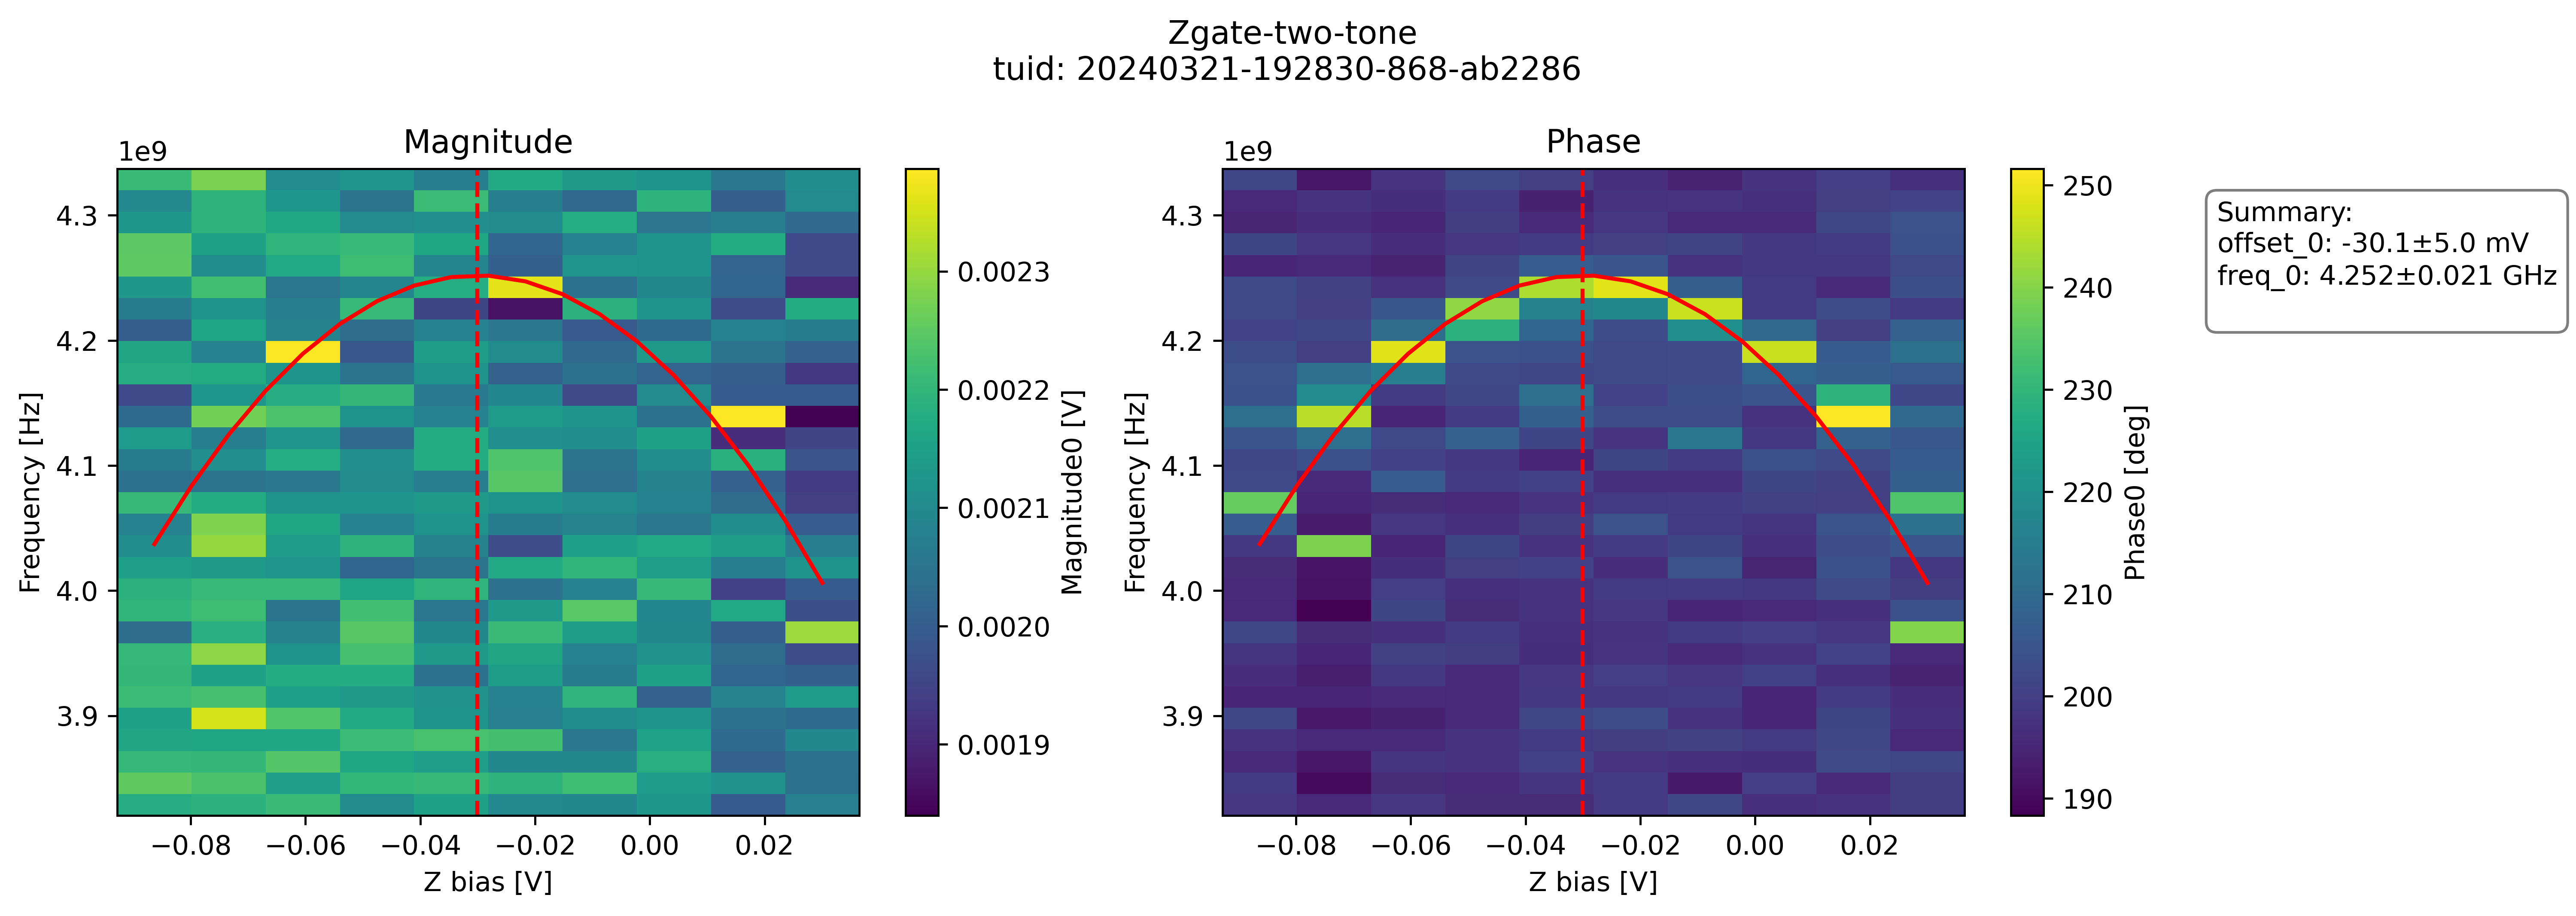 Zgate-two-tone
tuid: 20240321-192830-868-ab2286
Magnitude
1e9
4.3
4.2
4.1
4.0
3.9
Frequency [Hz]
−0.08
−0.06
−0.04
−0.02
0.00
0.02
Z bias [V]
0.0023
0.0022
0.0021
0.0020
0.0019
Magnitude0 [V]
Phase
1e9
4.3
4.2
4.1
4.0
3.9
Frequency [Hz]
−0.08
−0.06
−0.04
−0.02
0.00
0.02
Z bias [V]
250
240
230
220
210
200
190
Phase0 [deg]
Summary:
offset_0: -30.1±5.0 mV
freq_0: 4.252±0.021 GHz